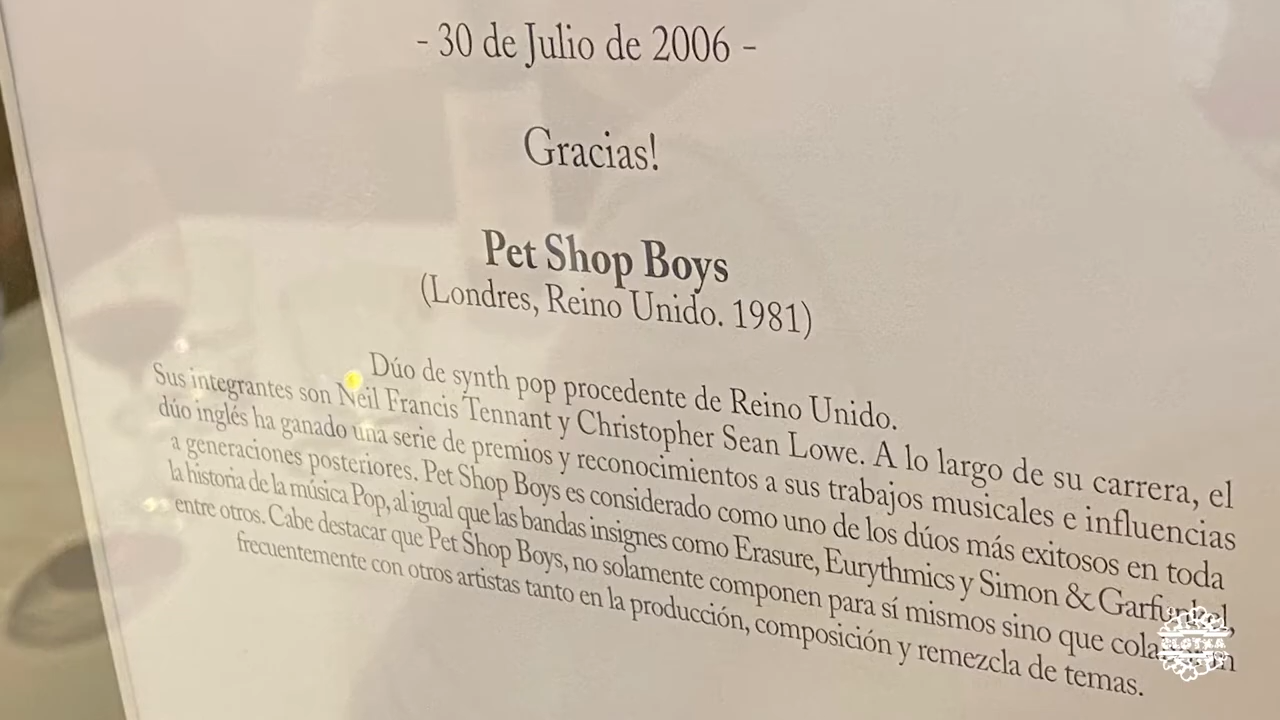 - 30 de Julio de 2006 -
Gracias!
Pet Shop Boys
(Londres, Reino Unido. 1981)
Dúo de synth pop procedente de Reino Unido.
Sus integrantes son Neil Francis Tennant y Christopher Sean Lowe. A lo largo de su carrera, el
dúo inglés ha ganado una serie de premios y reconocimientos a sus trabajos musicales e influencias
a generaciones posteriores. Pet Shop Boys es considerado como uno de los dúos más exitosos en toda
la historia de la música Pop, al igual que las bandas insignes como Erasure, Eurythmics y Simon & Garfunkel,
entre otros. Cabe destacar que Pet Shop Boys, no solamente componen para sí mismos sino que
frecuentemente con otros artistas tanto en la producción, composición y remezcla de temas.